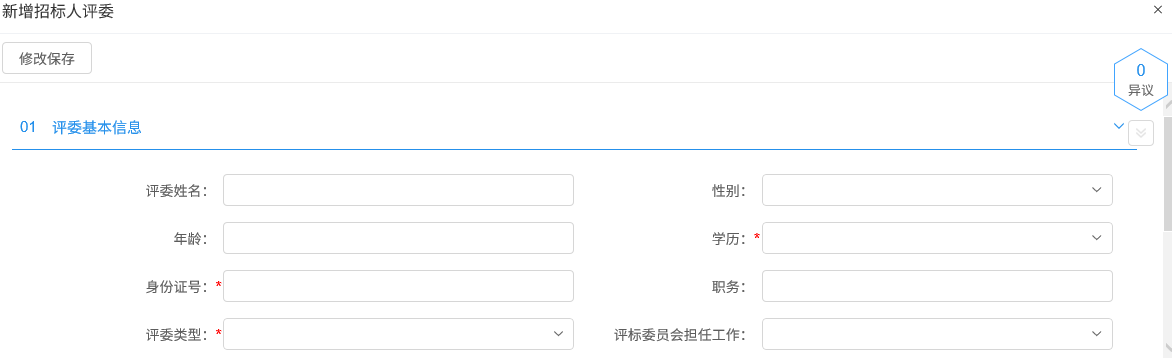 新增招标人评委
×
修改保存
0
异议
01 评委基本信息
评委姓名： 性别：
年龄： 学历：*
身份证号：* 职务：
评委类型：* 评标委员会担任工作：